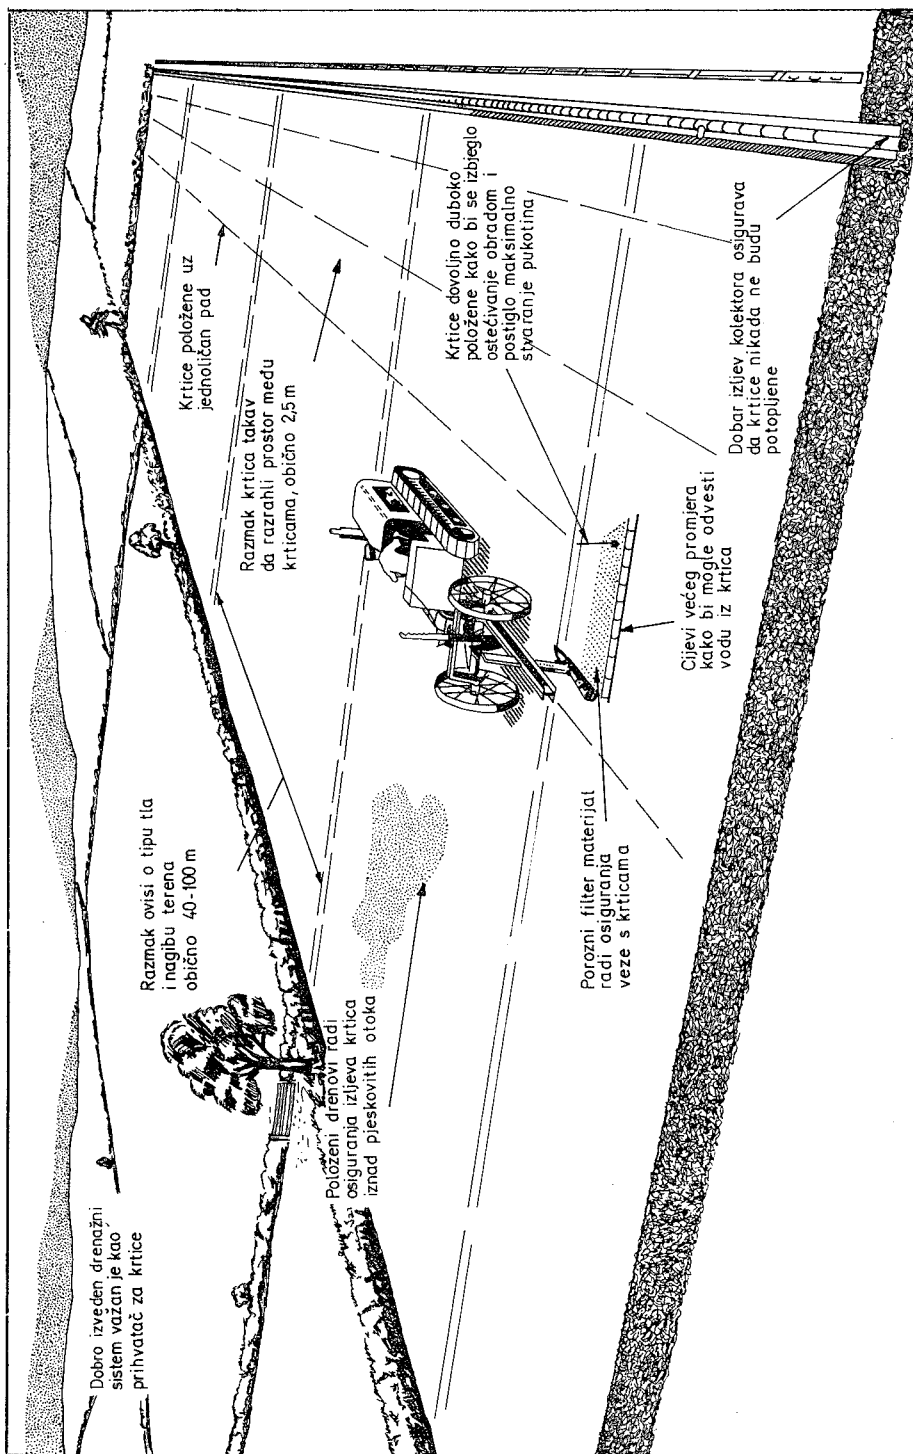 Dobro izveden drenažni
sistem važan je kao
prihvatač za krtice
Razmak ovisi o tipu tla
i nagibu terena
obično 40-100 m
Krtice položene uz
jednoličan pad
Razmak krtica takav
da razrahli prostor među
krticama, obično 2,5 m
Položeni drenovi radi
osiguranja izljeva krtica
iznad pjeskovitih otoka
Krtice dovoljno duboko
položene kako bi se izbjeglo
ostećivanje obradom i
postiglo maksimalno
stvaranje pukotina
Porozni filter materijal
radi osiguranja
veze s krticama
Cijevi većeg promjera
kako bi mogle odvesti
vodu iz krtica
Dobar izljev kolektora osigurava
da krtice nikada ne budu
potopljene